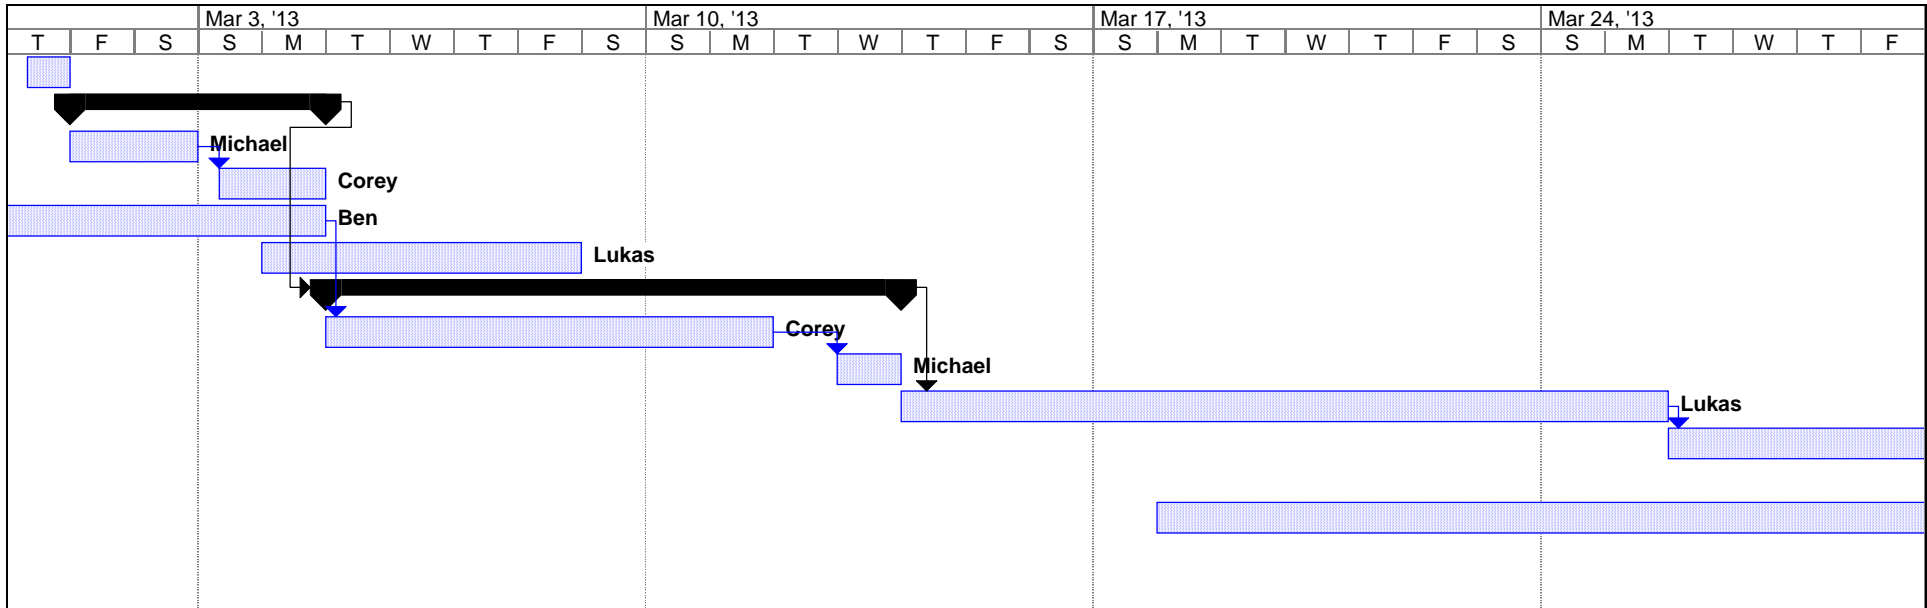 Mar 3, '13 Mar 10, '13 Mar 17, '13 Mar 24, '13
T F S S M T W T F S S M T W T F S S M T W T F S S M T W T F
Michael
Corey
Ben
Lukas
Corey
Michael
Lukas